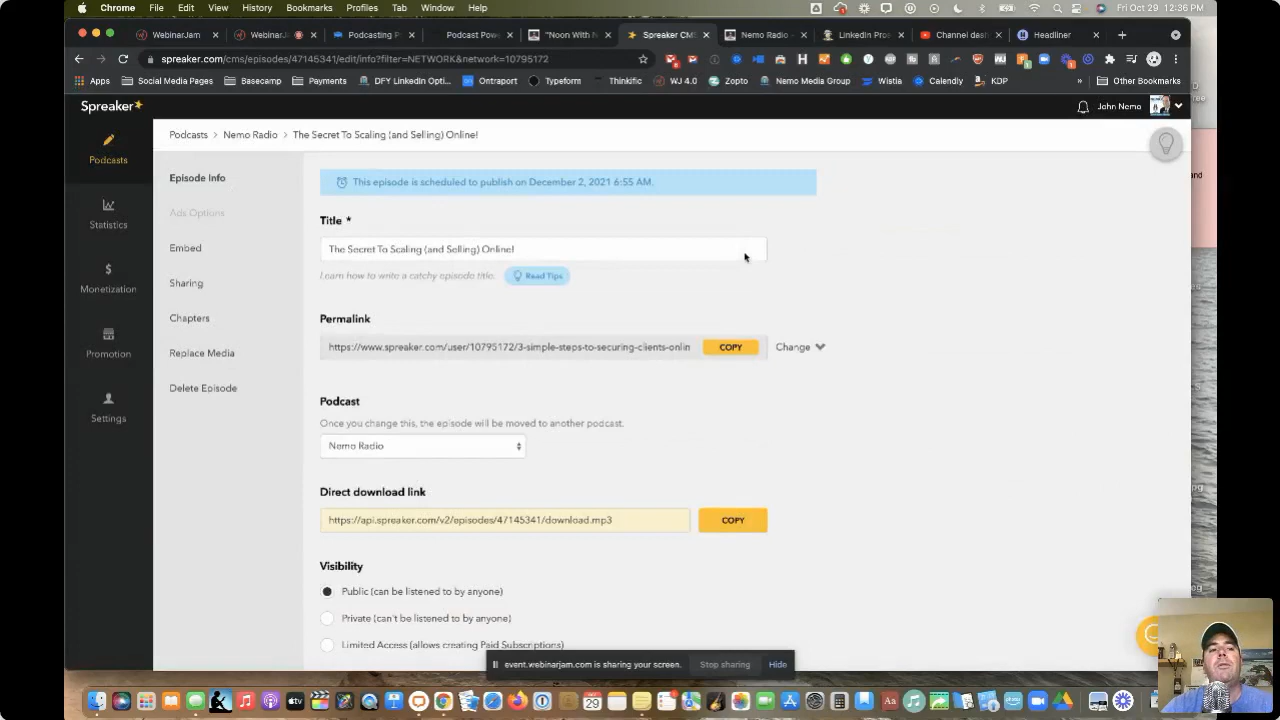 Chrome File Edit View History Bookmarks Profiles Tab Window Help
Fri Oct 29 12:36 PM
WebinarJam
WebinarJ
Podcasting P
Podcast Pow
"Noon With N
Spreaker CM
Nemo Radio -
LinkedIn Pro
Channel dash
Headliner
spreaker.com/cms/episodes/47145341/edit/info?filter=NETWORK&network=10795172
Apps Social Media Pages Basecamp Payments DFY LinkedIn Opti... Ontraport Typeform Thinkific WJ 4.0 Zopto Nemo Media Group Wistia Calendly KDP » Other Bookmarks
Spreaker
John Nemo
Podcasts
Statistics
Monetization
Promotion
Settings
Podcasts > Nemo Radio > The Secret To Scaling (and Selling) Online!
Episode Info
Ads Options
Embed
Sharing
Chapters
Replace Media
Delete Episode
This episode is scheduled to publish on December 2, 2021 6:55 AM.
Title *
The Secret To Scaling (and Selling) Online!
Learn how to write a catchy episode title.
Read Tips
Permalink
https://www.spreaker.com/user/10795172/3-simple-steps-to-securing-clients-onlin
COPY
Change
Podcast
Once you change this, the episode will be moved to another podcast.
Nemo Radio
Direct download link
https://api.spreaker.com/v2/episodes/47145341/download.mp3
COPY
Visibility
Public (can be listened to by anyone)
Private (can't be listened to by anyone)
Limited Access (allows creating Paid Subscriptions)
event.webinarjam.com is sharing your screen.
Stop sharing
Hide
and